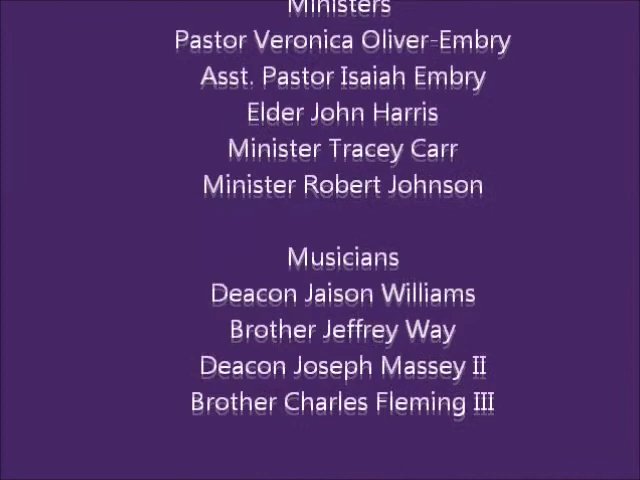 Ministers
Pastor Veronica Oliver-Embry
Asst. Pastor Isaiah Embry
Elder John Harris
Minister Tracey Carr
Minister Robert Johnson
Musicians
Deacon Jaison Williams
Brother Jeffrey Way
Deacon Joseph Massey II
Brother Charles Fleming III